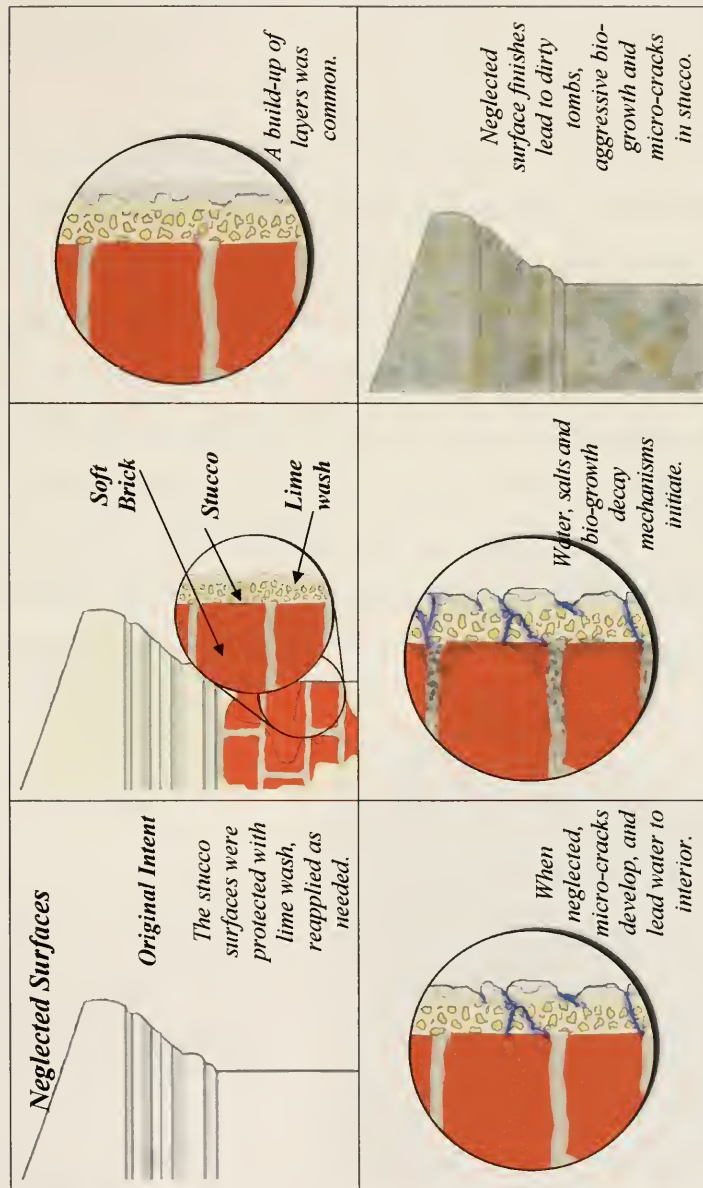 Neglected Surfaces
Original Intent
The stucco
surfaces were
protected with
lime wash,
reapplied as
needed.
Soft
Brick
Stucco
Lime
wash
A build-up of
layers was
common.
When
neglected,
micro-cracks
develop, and
lead water to
interior.
Water, salts and
bio-growth
decay
mechanisms
initiate.
Neglected
surface finishes
lead to dirty
tombs,
aggressive bio-
growth and
micro-cracks
in stucco.